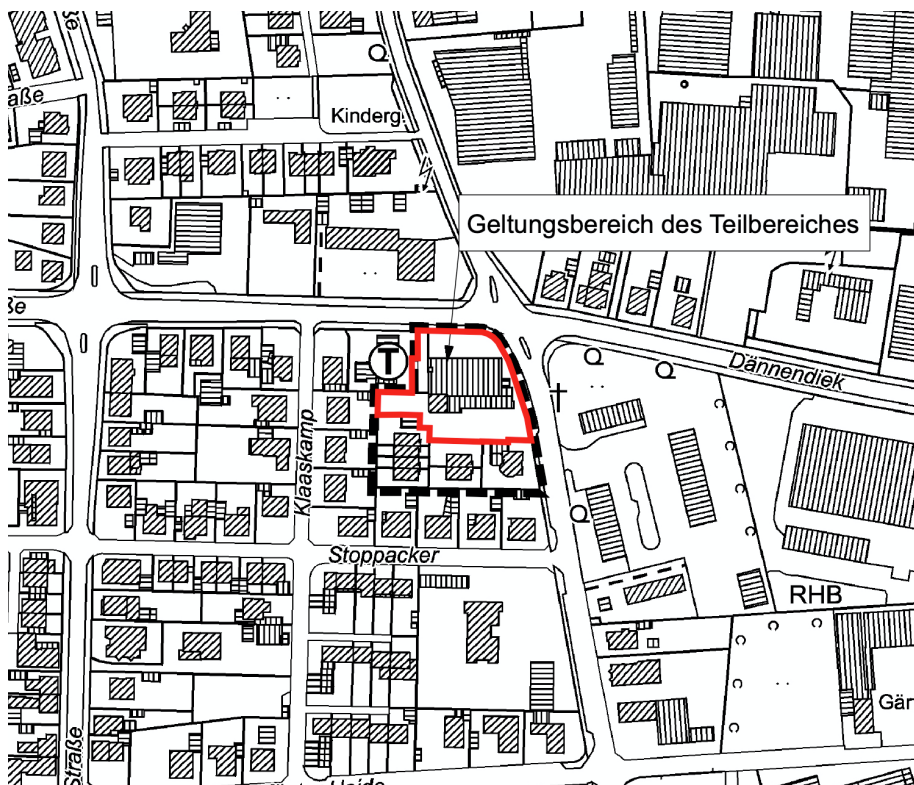 aße
Kinderg.
Geltungsbereich des Teilbereiches
ße
T
Dännendiek
Klaaskamp
Stoppacker
RHB
Gär
Straße